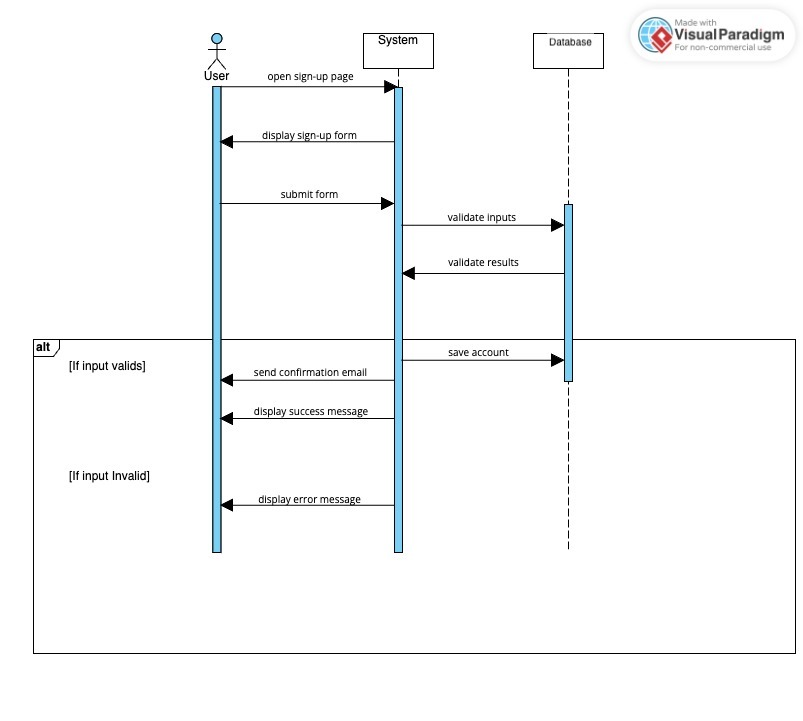 Made with
Visual Paradigm
For non-commercial use
System
Database
User
open sign-up page
display sign-up form
submit form
validate inputs
validate results
alt
save account
[If input valids]
send confirmation email
display success message
[If input Invalid]
display error message